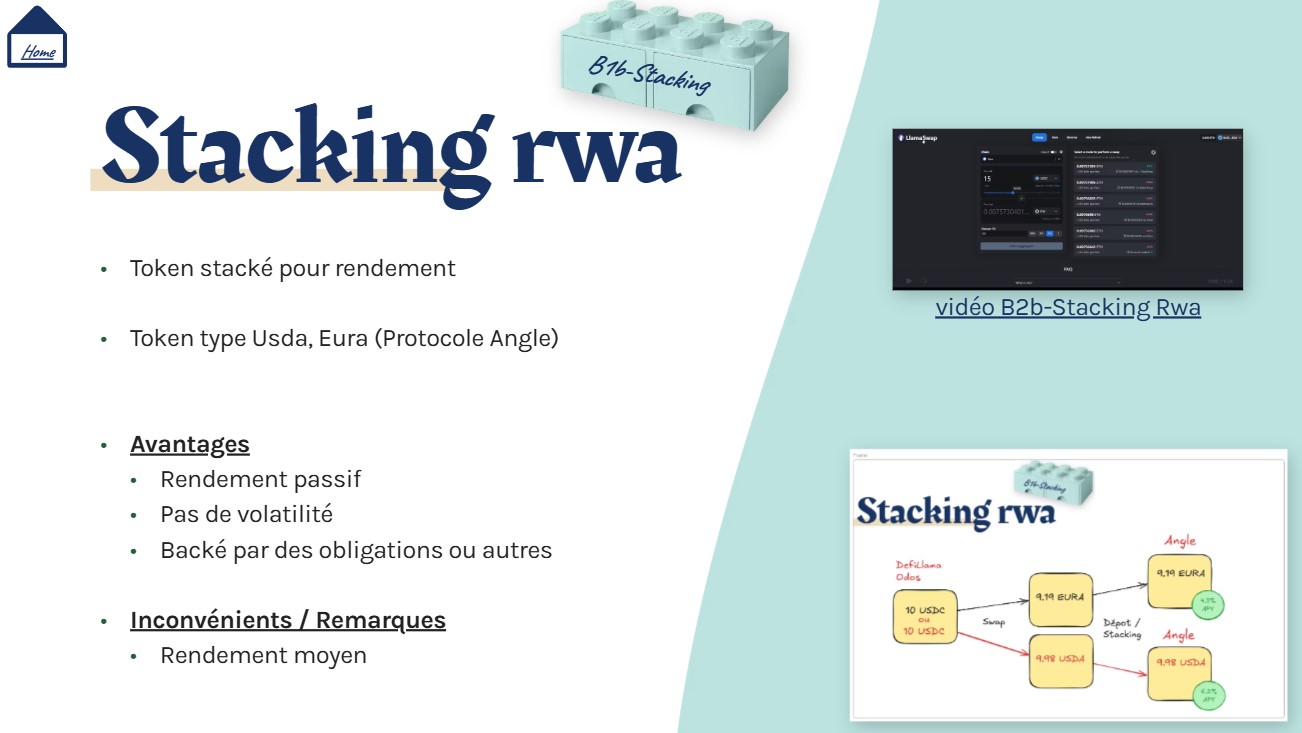 Home
B1b-Stacking
Stacking rwa
Token stacké pour rendement
Token type Usda, Eura (Protocole Angle)
Avantages
Rendement passif
Pas de volatilité
Backé par des obligations ou autres
Inconvénients / Remarques
Rendement moyen
LlamaSwap
15
0.0075730401...
FAQ
vidéo B2b-Stacking Rwa
B1b-Stacking
Stacking rwa
DefiLlama
Odos
10 USDC
ou
10 USDC
Swap
9.19 EURA
9.98 USDA
Dépot /
Stacking
Angle
9.19 EURA
Angle
9.98 USDA
APY
APY